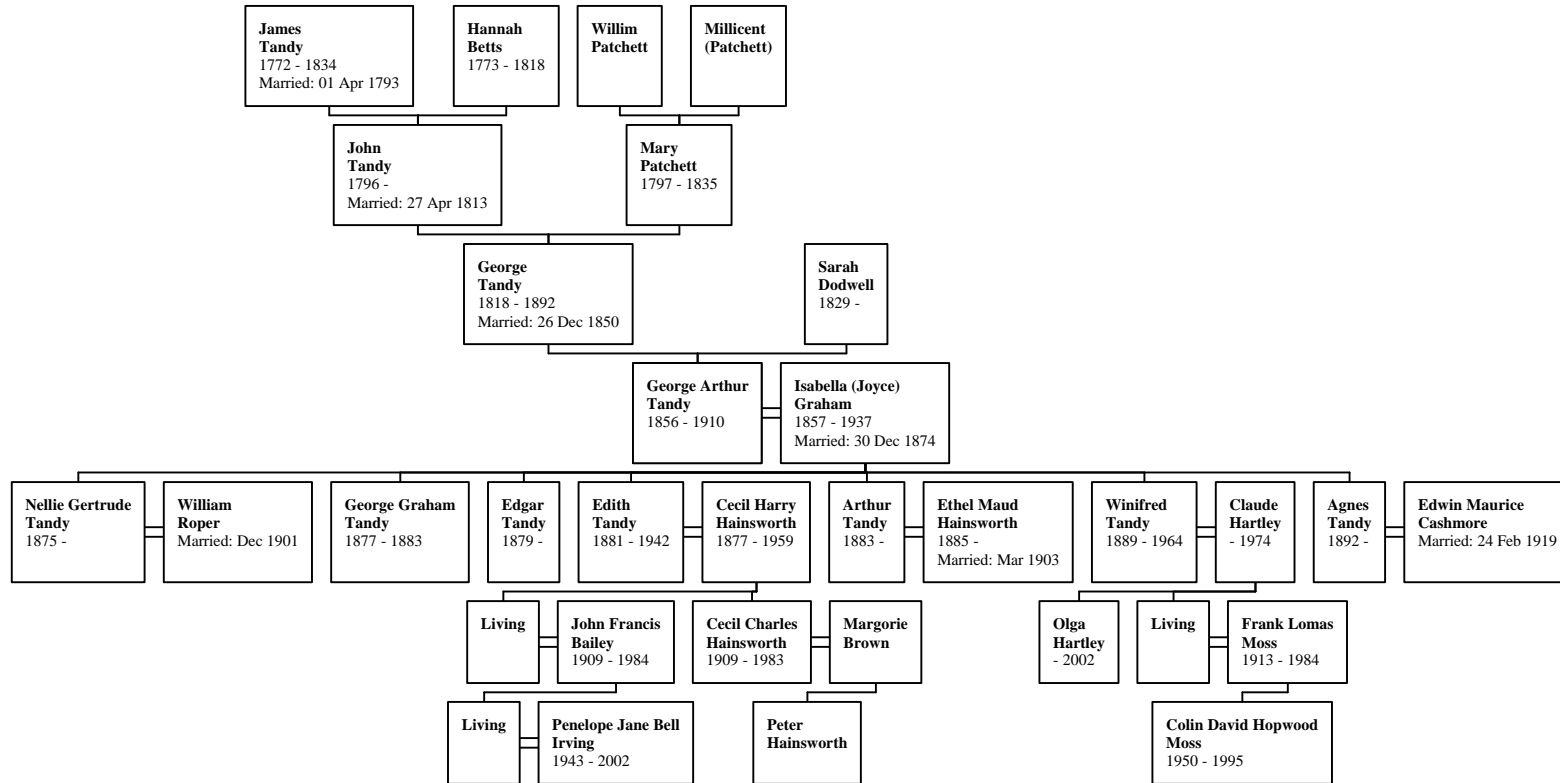 James
Tandy
1772 - 1834
Married: 01 Apr 1793
Hannah
Betts
1773 - 1818
Willim
Patchett
Millicent
(Patchett)
John
Tandy
1796 -
Married: 27 Apr 1813
Mary
Patchett
1797 - 1835
George
Tandy
1818 - 1892
Married: 26 Dec 1850
Sarah
Dodwell
1829 -
George Arthur
Tandy
1856 - 1910
Isabella (Joyce)
Graham
1857 - 1937
Married: 30 Dec 1874
Nellie Gertrude
Tandy
1875 -
William
Roper
Married: Dec 1901
George Graham
Tandy
1877 - 1883
Edgar
Tandy
1879 -
Edith
Tandy
1881 - 1942
Cecil Harry
Hainsworth
1877 - 1959
Arthur
Tandy
1883 -
Ethel Maud
Hainsworth
1885 -
Married: Mar 1903
Winifred
Tandy
1889 - 1964
Claude
Hartley
- 1974
Agnes
Tandy
1892 -
Edwin Maurice
Cashmore
Married: 24 Feb 1919
Living
John Francis
Bailey
1909 - 1984
Cecil Charles
Hainsworth
1909 - 1983
Margorie
Brown
Olga
Hartley
- 2002
Living
Frank Lomas
Moss
1913 - 1984
Living
Penelope Jane Bell
Irving
1943 - 2002
Peter
Hainsworth
Colin David Hopwood
Moss
1950 - 1995